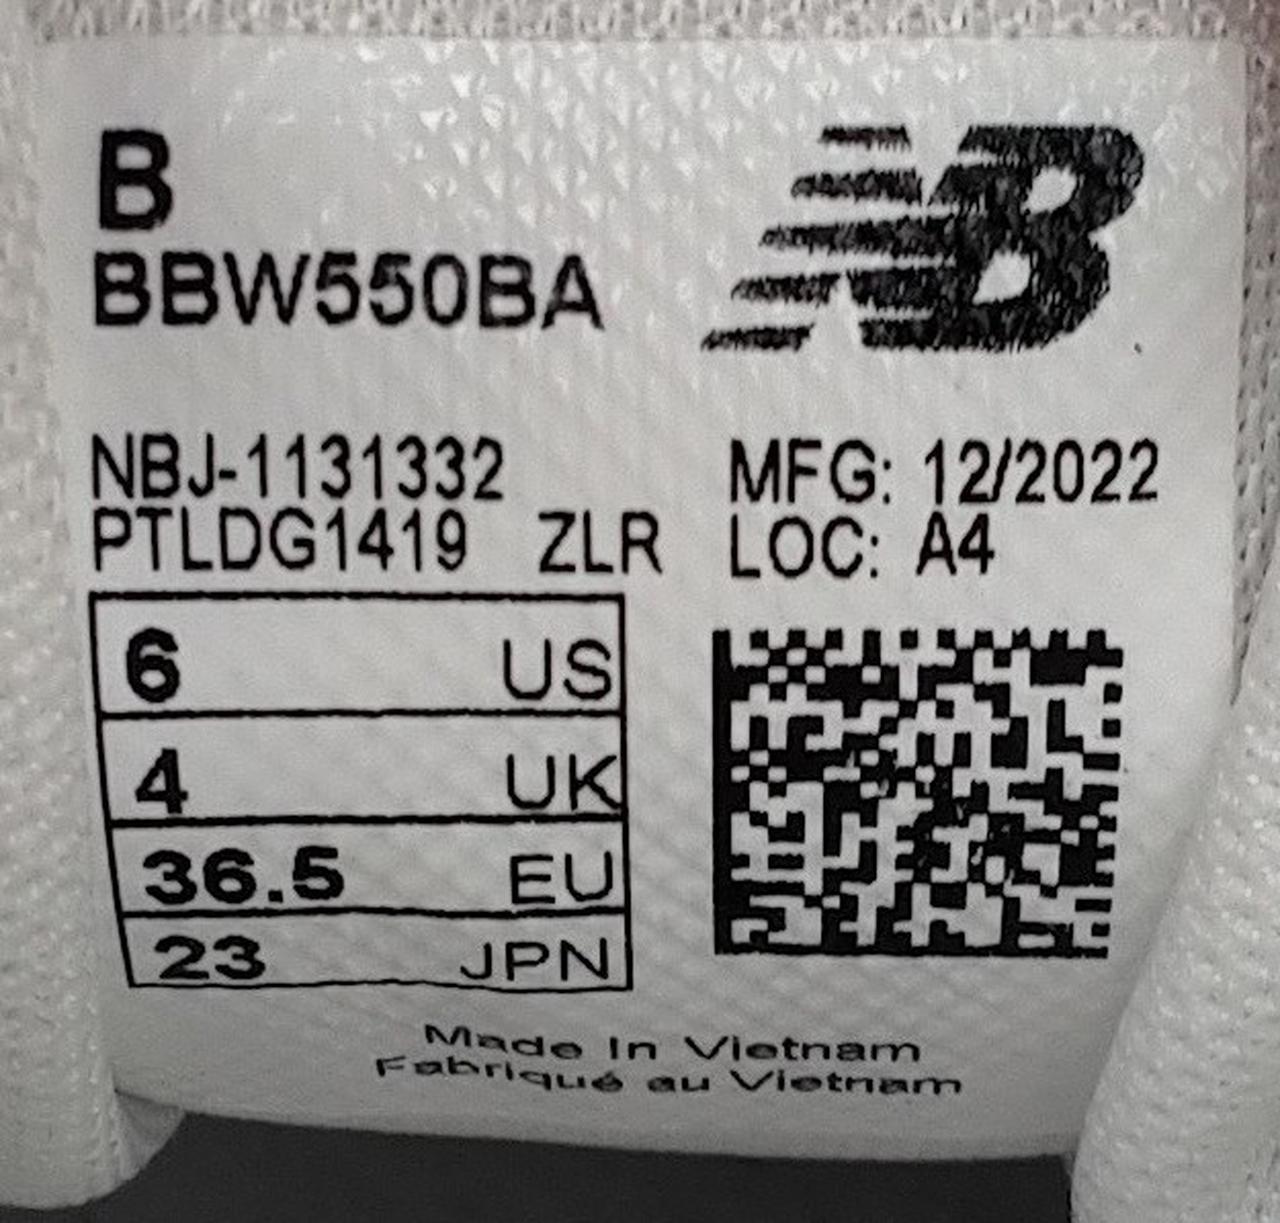 B
BBW550BA
NB
NBJ-1131332
PTLDG1419 ZLR
MFG: 12/2022
LOC: A4
6 US
4 UK
36.5 EU
23 JPN
Made In Vietnam
Fabriqué au Vietnam